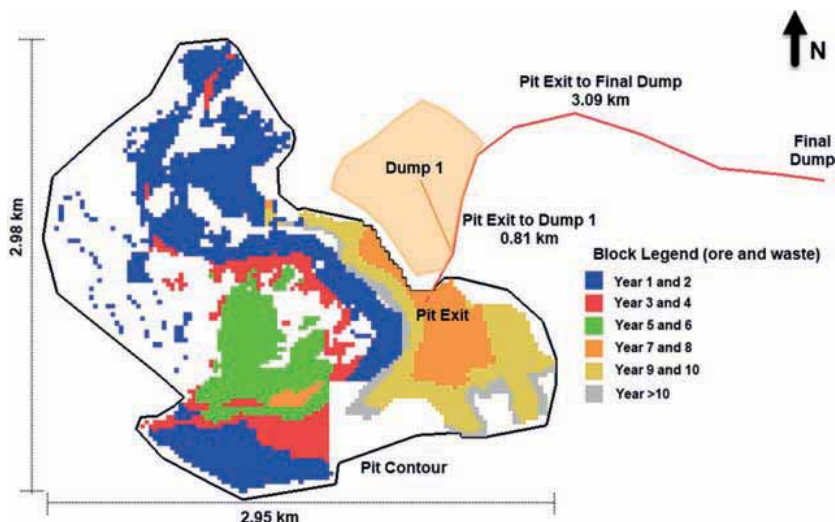 N
Pit Exit to Final Dump
3.09 km
Final
Dump
Dump 1
Pit Exit to Dump 1
0.81 km
2.98 km
Block Legend (ore and waste)
Year 1 and 2
Year 3 and 4
Year 5 and 6
Year 7 and 8
Year 9 and 10
Year >10
Pit Exit
Pit Contour
2.95 km